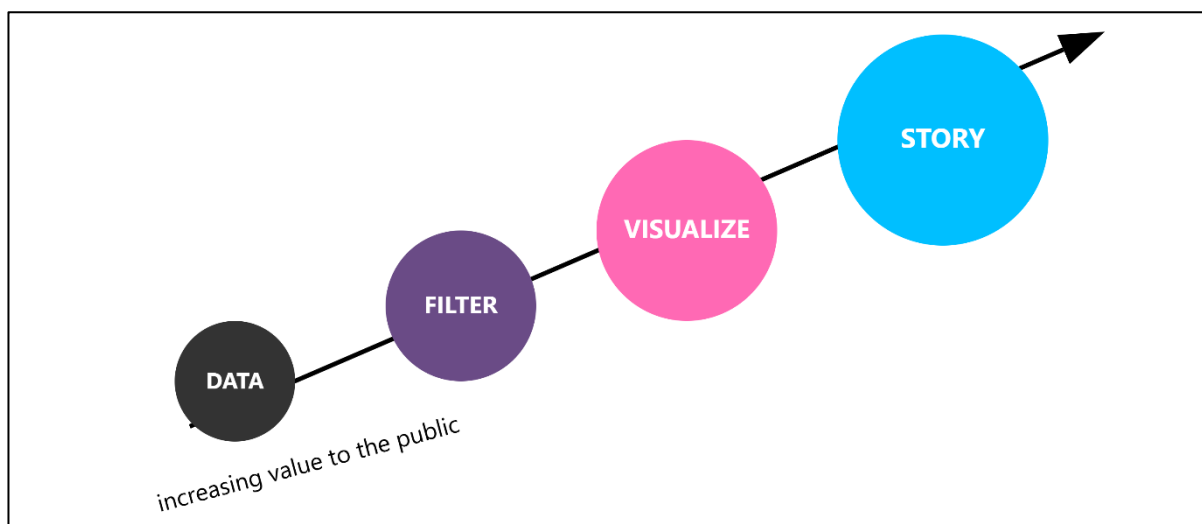 DATA
FILTER
VISUALIZE
STORY
increasing value to the public